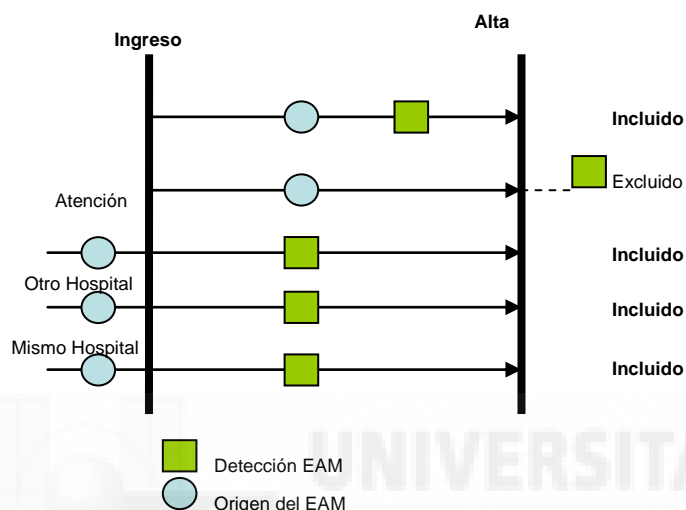 Alta
Ingreso
Incluido
Excluido
Atención
Incluido
Otro Hospital
Incluido
Mismo Hospital
Incluido
Detección EAM
UNIVERSITA
Origen del EAM